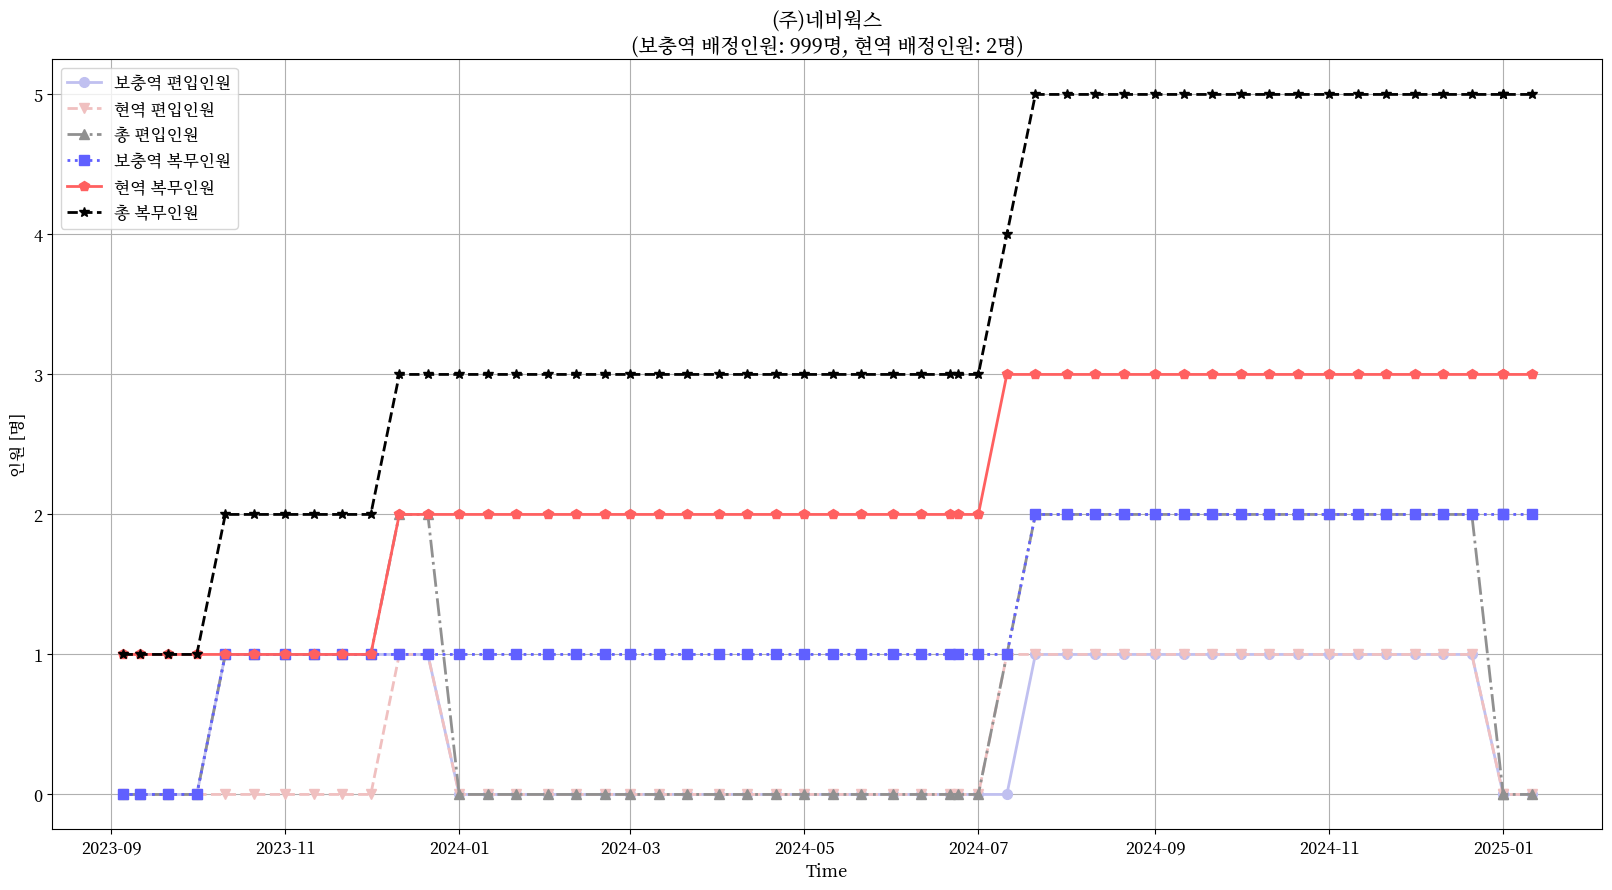 (주)네비웍스
(보충역 배정인원: 999명, 현역 배정인원: 2명)
보충역 편입인원
현역 편입인원
총 편입인원
보충역 복무인원
현역 복무인원
총 복무인원
5
4
3
2
1
0
인원 [명]
2023-09
2023-11
2024-01
2024-03
2024-05
2024-07
2024-09
2024-11
2025-01
Time